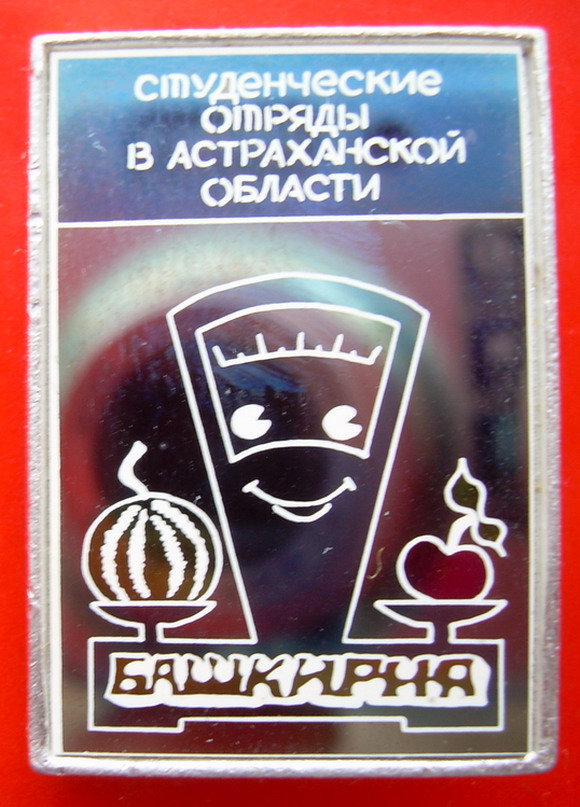 студенческие
отряды
в Астраханской
области
БАШКИРИЯ